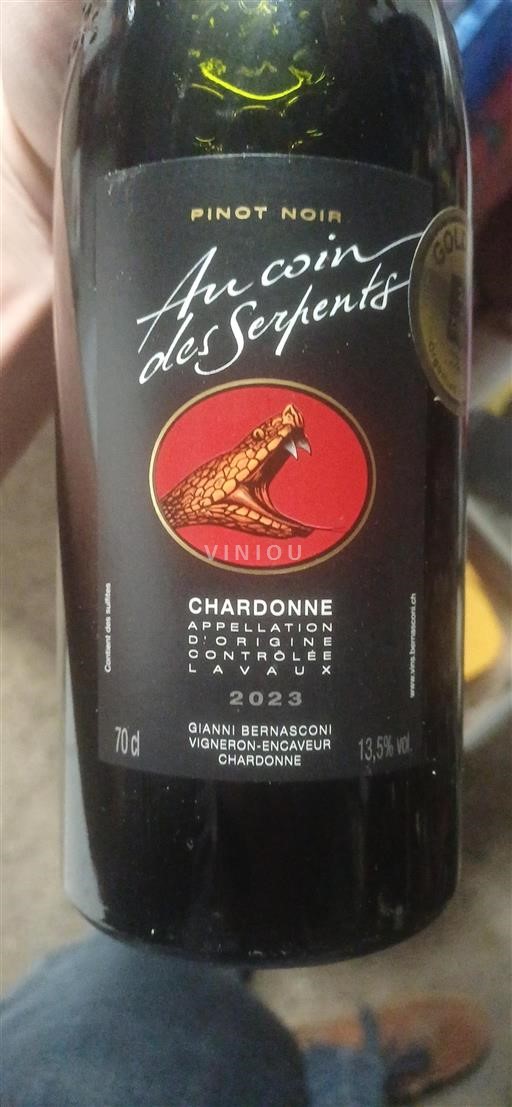 PINOT NOIR
Au coin
des Serpents
GOLD
VINIOU
CHARDONNE
APPELLATION
D'ORIGINE
CONTRÔLÉE
LAVAUX
2023
GIANNI BERNASCONI
VIGNERON-ENCAVEUR
CHARDONNE
70 cl
13,5% vol.
Contient des sulfites
www.vins.bernasconi.ch